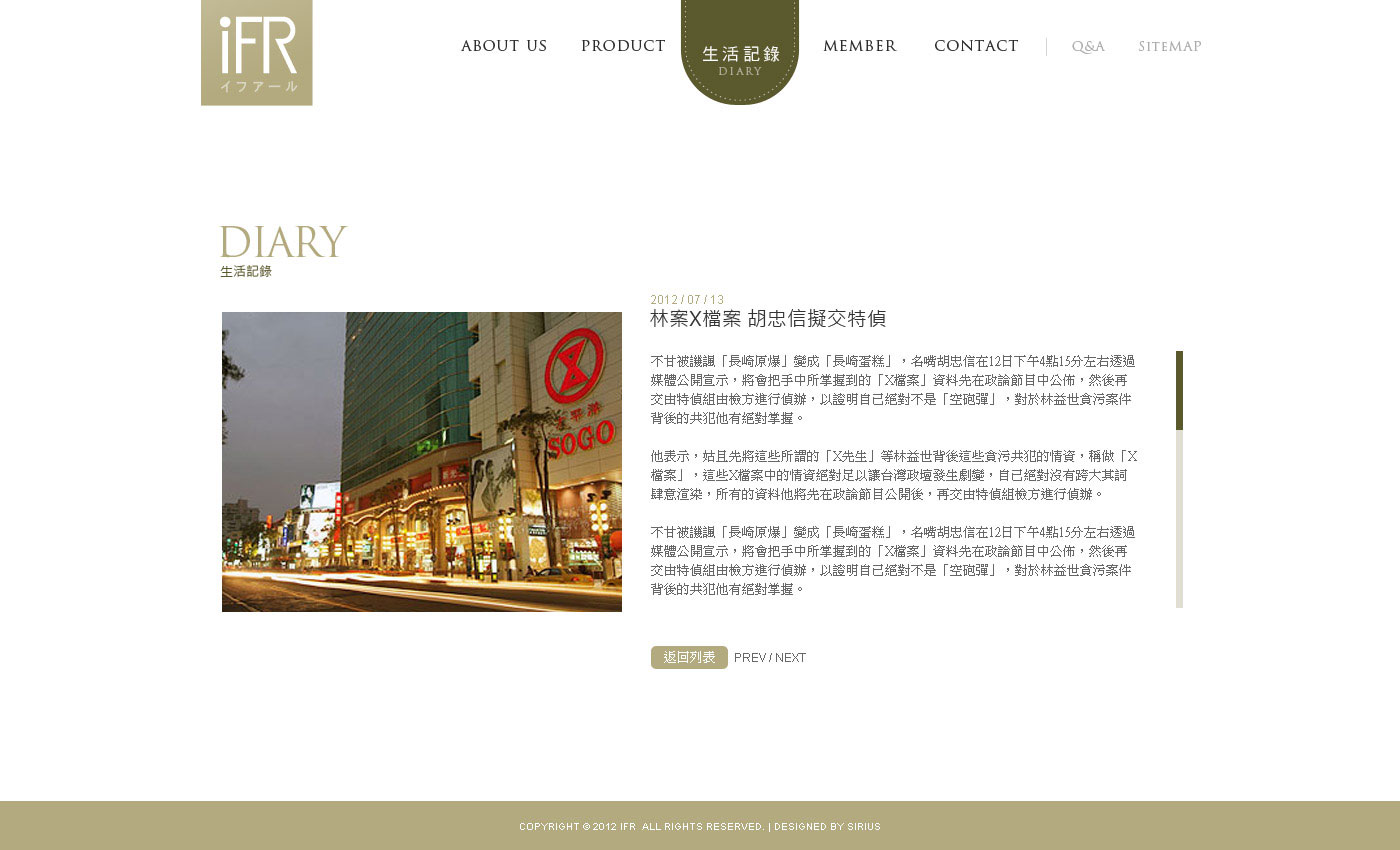 iFR
イファール
ABOUT US
PRODUCT
生活記錄
DIARY
MEMBER
CONTACT
Q&A
SITEMAP
DIARY
生活記錄
2012 / 07 / 13
林案X檔案 胡忠信擬交特偵
不甘被譏諷「長崎原爆」變成「長崎蛋糕」，名嘴胡忠信在12日下午4點15分左右透過
媒體公開宣示，將會把手中所掌握到的「X檔案」資料先在政論節目中公佈，然後再
交由特偵組由檢方進行偵辦，以證明自己絕對不是「空砲彈」，對於林益世貪污案件
背後的共犯他有絕對掌握。
他表示，姑且先將這些所謂的「X先生」等林益世背後這些貪污共犯的情資，稱做「X
檔案」，這些X檔案中的情資絕對足以讓台灣政壇發生劇變，自己絕對沒有誇大其詞
肆意渲染，所有的資料他將先在政論節目公開後，再交由特偵組檢方進行偵辦。
不甘被譏諷「長崎原爆」變成「長崎蛋糕」，名嘴胡忠信在12日下午4點15分左右透過
媒體公開宣示，將會把手中所掌握到的「X檔案」資料先在政論節目中公佈，然後再
交由特偵組由檢方進行偵辦，以證明自己絕對不是「空砲彈」，對於林益世貪污案件
背後的共犯他有絕對掌握。
SOGO
返回列表
PREV / NEXT
COPYRIGHT © 2012 IFR ALL RIGHTS RESERVED. | DESIGNED BY SIRIUS